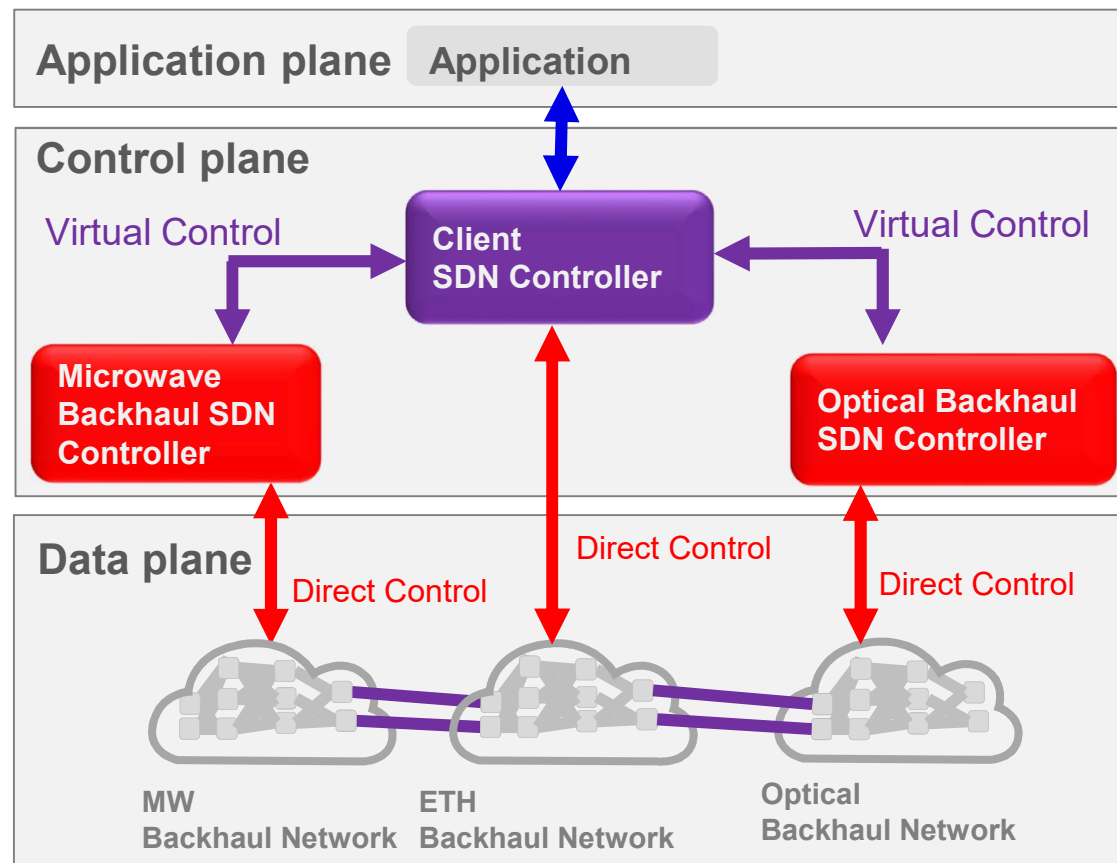 Application plane
Application
Control plane
Virtual Control
Client
SDN Controller
Virtual Control
Microwave
Backhaul SDN
Controller
Optical Backhaul
SDN Controller
Data plane
Direct Control
Direct Control
Direct Control
MW
Backhaul Network
ETH
Backhaul Network
Optical
Backhaul Network